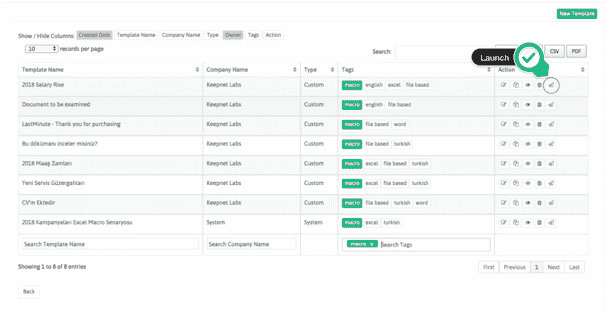 New Template
Show / Hide Columns: Created Date Template Name Company Name Type Owner Tags Action
10 records per page
Search:
CSV PDF
Launch
Template Name Company Name Type Tags Action
2018 Salary Rise Keepnet Labs Custom macro english excel file based
Document to be examined Keepnet Labs Custom macro english file based
LastMinute - Thank you for purchasing Keepnet Labs Custom macro file based word
Bu dökümanı inceler misiniz? Keepnet Labs Custom macro file based turkish
2018 Maaş Zamları Keepnet Labs Custom macro excel file based turkish
Yeni Servis Güzergahları Keepnet Labs Custom macro excel file based turkish
CV'm Ektedir Keepnet Labs Custom macro file based turkish word
2018 Kampanyaları Excel Macro Senaryosu System System macro excel turkish
Search Template Name Search Company Name macro x Search Tags
Showing 1 to 8 of 8 entries
First Previous 1 Next Last
Back